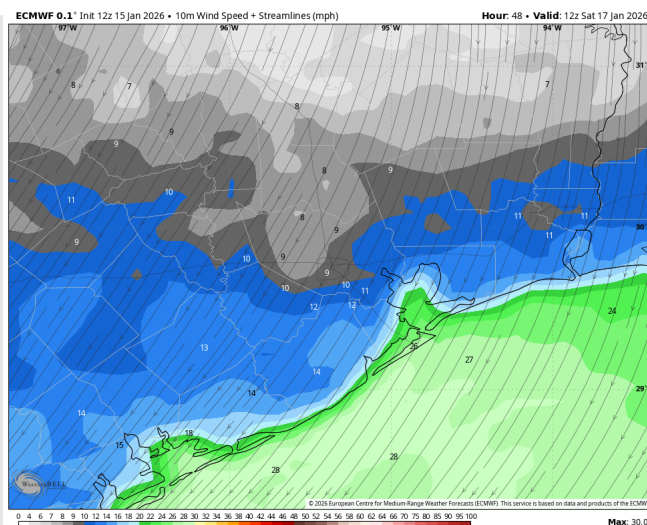 ECMWF 0.1° Init 12z 15 Jan 2026 • 10m Wind Speed + Streamlines (mph)
Hour: 48 • Valid: 12z Sat 17 Jan 2026
97°W 96°W 95°W 94°W
31°
8 7 8 7
9 9
8 9
11 10
8 11 11
9 9 11
30°
10 9
9
10 10 11
12 12
24
13 26
27
14
29°
14 14
18
15
28
28
WeatherBELL
© 2026 European Centre for Medium-Range Weather Forecasts (ECMWF). This service is based on data and products of the ECMW
0 4 6 7 8 9 10 12 14 16 18 20 22 24 26 28 30 32 34 36 38 40 42 44 46 48 50 52 54 56 58 60 62 64 66 70 75 80 85 90 95 100
Max: 30.0